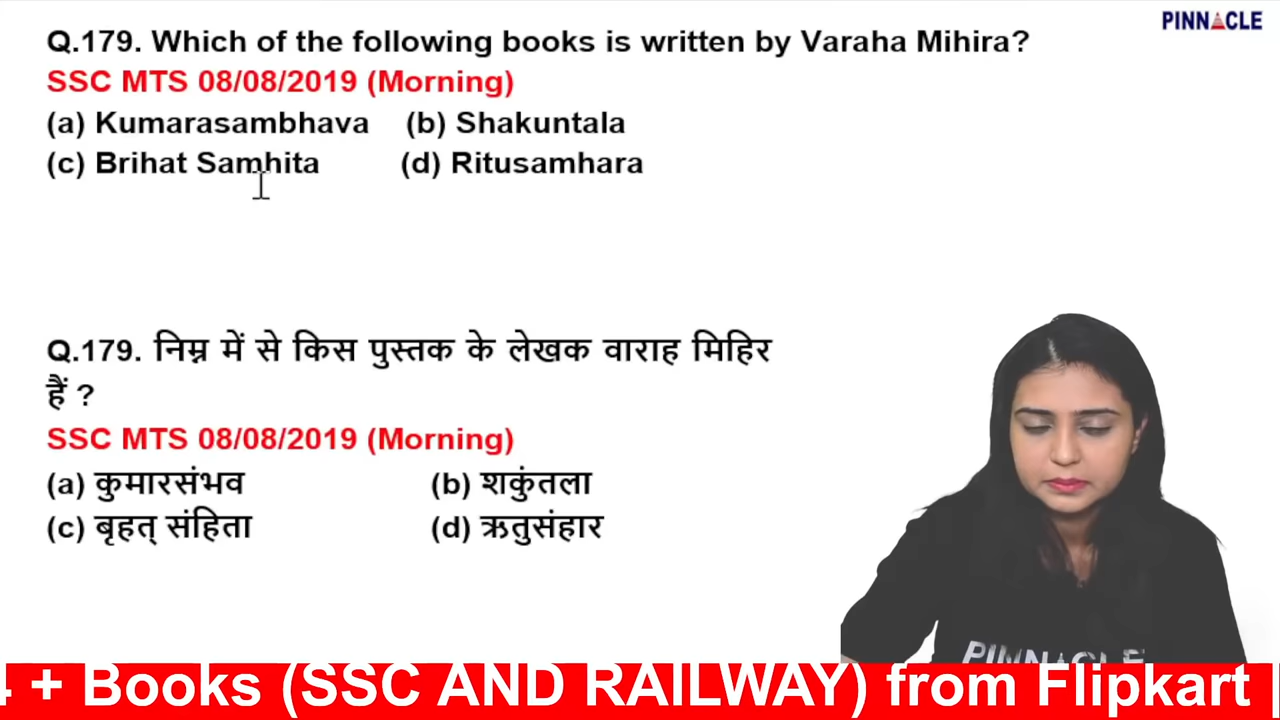 PINNACLE
Q.179. Which of the following books is written by Varaha Mihira?
SSC MTS 08/08/2019 (Morning)
(a) Kumarasambhava (b) Shakuntala
(c) Brihat Samhita (d) Ritusamhara
Q.179. निम्न में से किस पुस्तक के लेखक वाराह मिहिर
हैं ?
SSC MTS 08/08/2019 (Morning)
(a) कुमारसंभव (b) शकुंतला
(c) बृहत् संहिता (d) ऋतुसंहार
PINNACLE
4 + Books (SSC AND RAILWAY) from Flipkart |